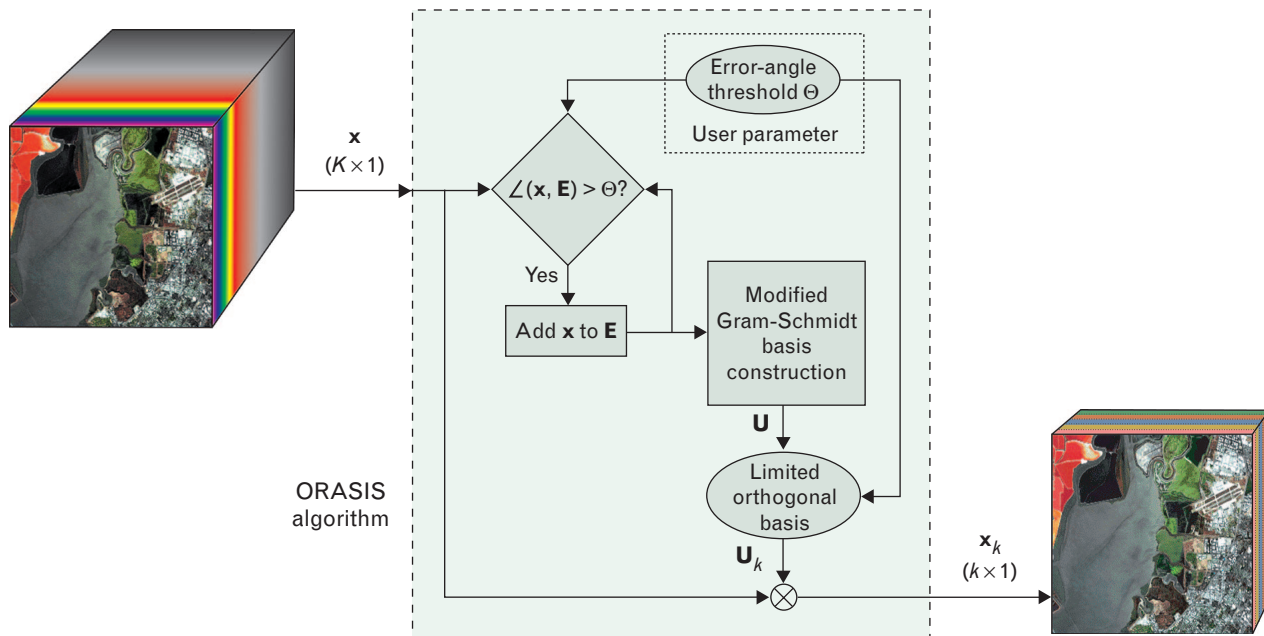 Error-angle
threshold Θ
User parameter
x
(K × 1)
∠(x, E) > Θ?
Yes
Add x to E
Modified
Gram-Schmidt
basis
construction
U
Limited
orthogonal
basis
ORASIS
algorithm
U_k
x_k
(k × 1)